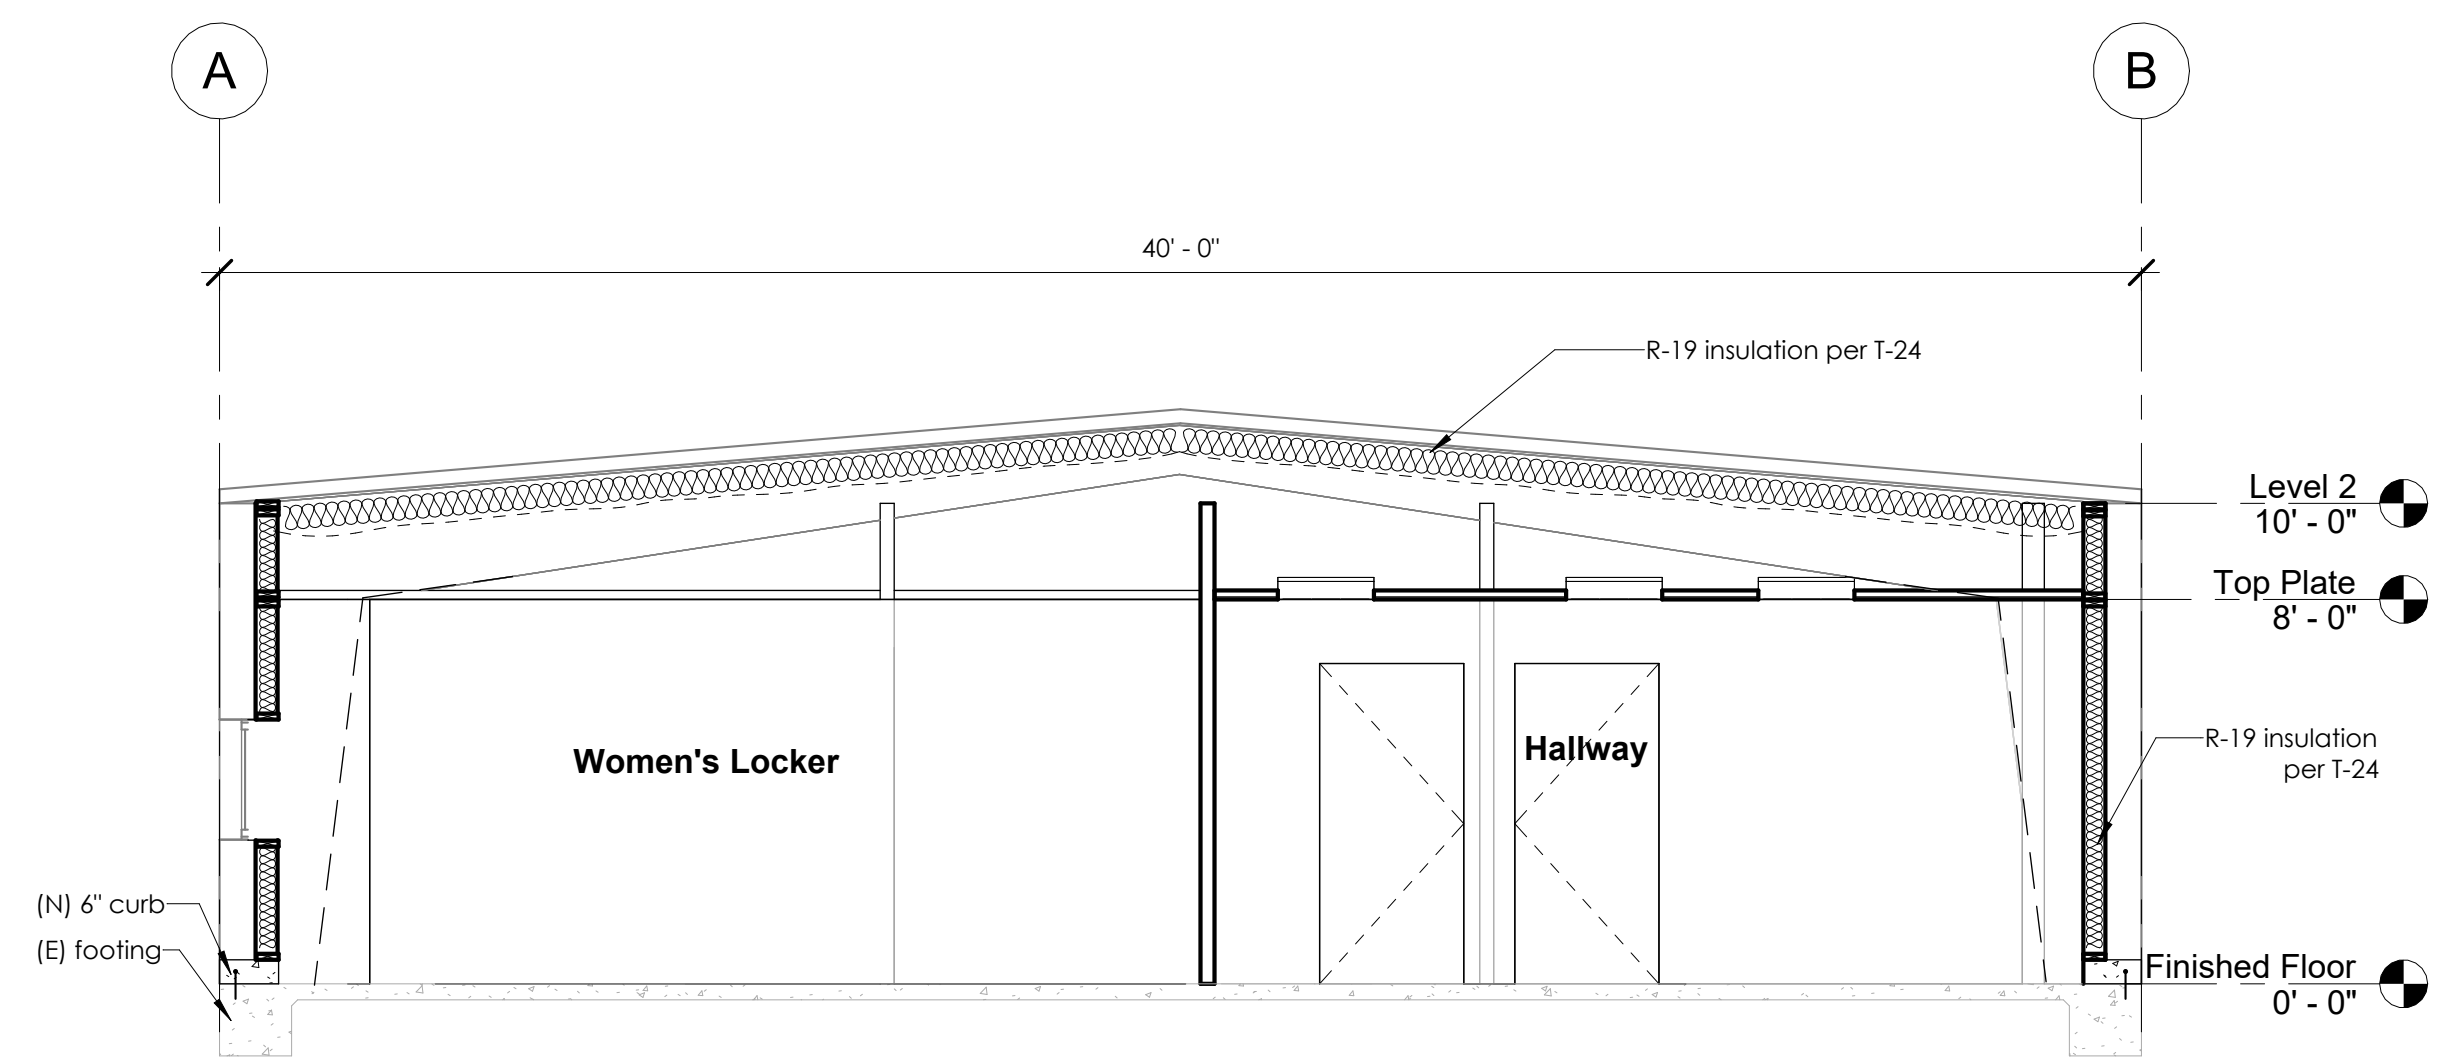 A
B
40' - 0"
R-19 insulation per T-24
Level 2
10' - 0"
Top Plate
8' - 0"
Women's Locker
Hallway
R-19 insulation
per T-24
(N) 6" curb
(E) footing
Finished Floor
0' - 0"